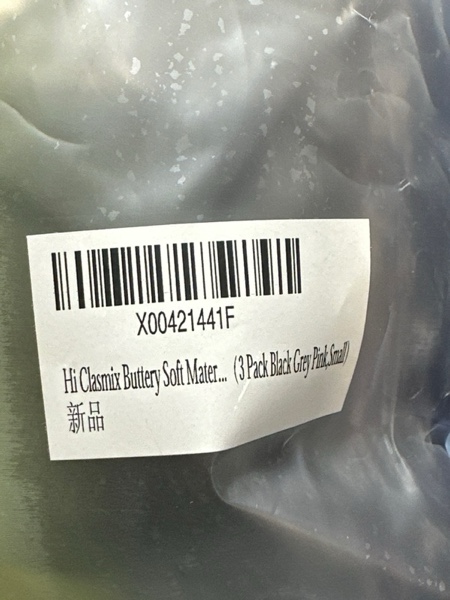 X00421441F
Hi Clasmix Buttery Soft Mater... (3 Pack Black Grey Pink,Small)
新品